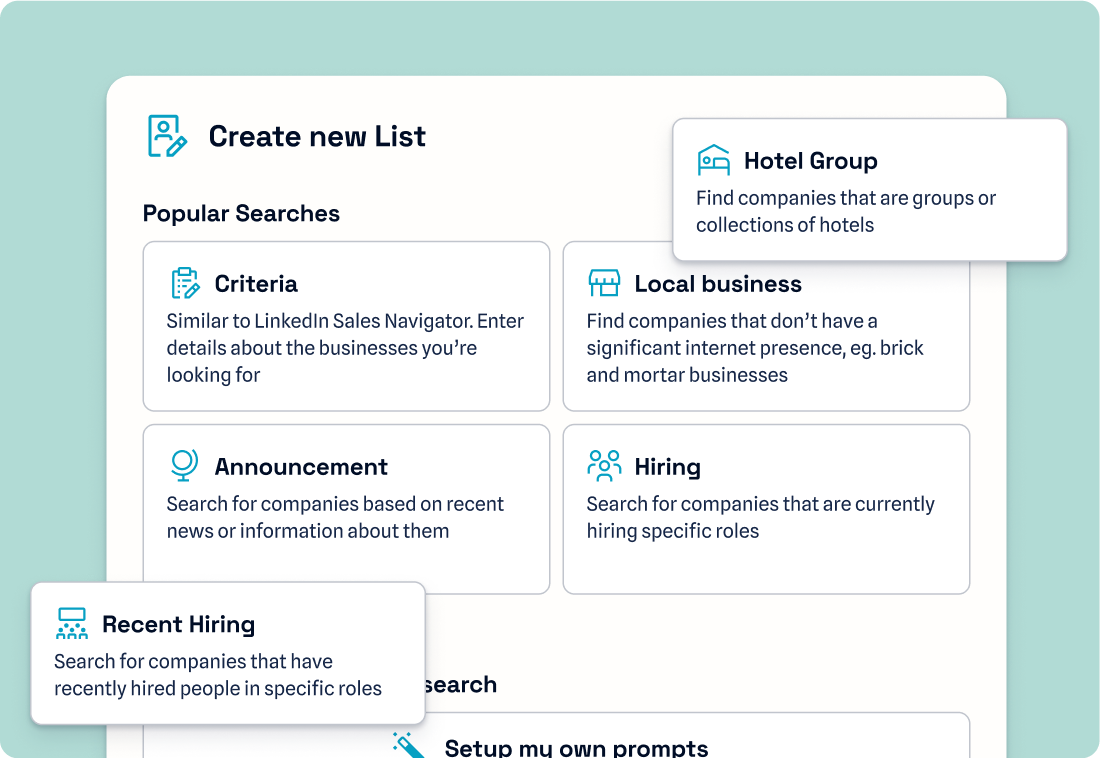 Create new List
Hotel Group
Find companies that are groups or
collections of hotels
Popular Searches
Criteria
Similar to LinkedIn Sales Navigator. Enter
details about the businesses you’re
looking for
Local business
Find companies that don’t have a
significant internet presence, eg. brick
and mortar businesses
Announcement
Search for companies based on recent
news or information about them
Hiring
Search for companies that are currently
hiring specific roles
Recent Hiring
Search for companies that have
recently hired people in specific roles
search
Setup my own prompts